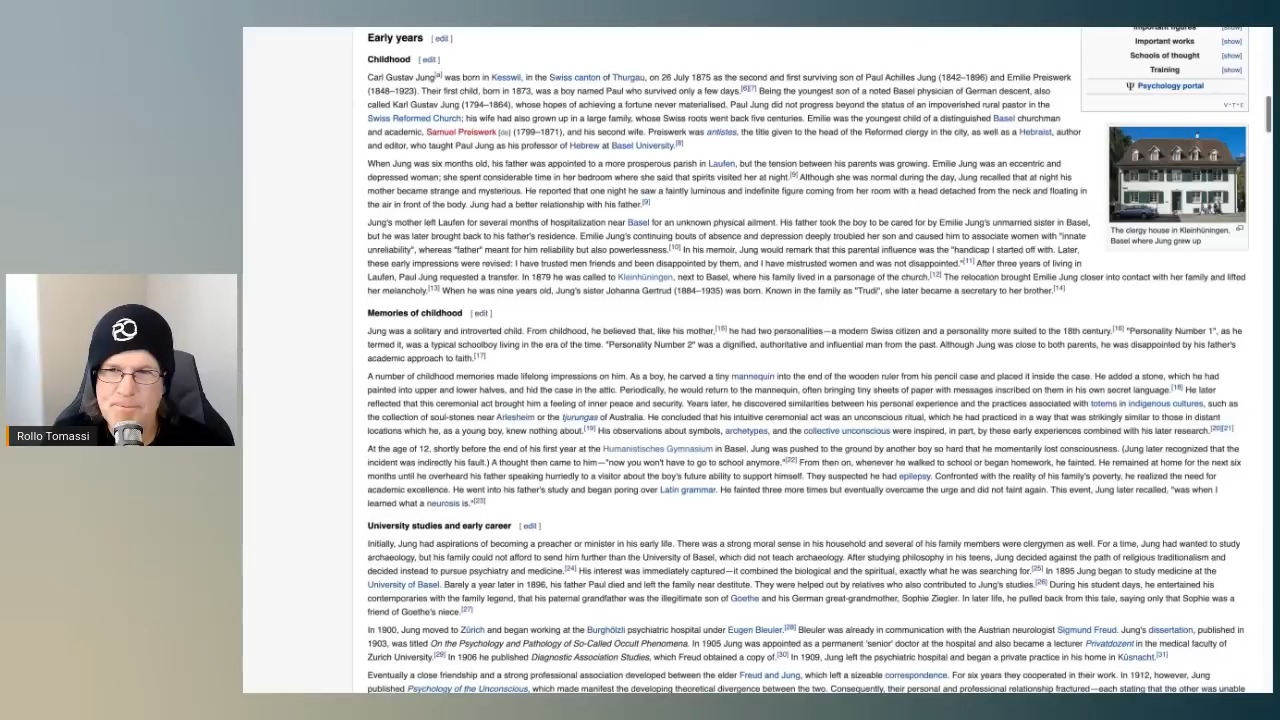 Early years [ edit ]
Childhood [ edit ]
Carl Gustav Jung[a] was born in Kesswil, in the Swiss canton of Thurgau, on 26 July 1875 as the second and first surviving son of Paul Achilles Jung (1842–1896) and Emilie Preiswerk
(1848–1923). Their first child, born in 1873, was a boy named Paul who survived only a few days.[6][7] Being the youngest son of a noted Basel physician of German descent, also
called Karl Gustav Jung (1794–1864), whose hopes of achieving a fortune never materialised. Paul Jung did not progress beyond the status of an impoverished rural pastor in the
Swiss Reformed Church; his wife had also grown up in a large family, whose Swiss roots went back five centuries. Emilie was the youngest child of a distinguished Basel churchman
and academic, Samuel Preiswerk [de] (1799–1871), and his second wife. Preiswerk was antistes, the title given to the head of the Reformed clergy in the city, as well as a Hebraist, author
and editor, who taught Paul Jung as his professor of Hebrew at Basel University.[8]
When Jung was six months old, his father was appointed to a more prosperous parish in Laufen, but the tension between his parents was growing. Emilie Jung was an eccentric and
depressed woman; she spent considerable time in her bedroom where she said that spirits visited her at night.[9] Although she was normal during the day, Jung recalled that at night his
mother became strange and mysterious. He reported that one night he saw a faintly luminous and indefinite figure coming from her room with a head detached from the neck and floating in
the air in front of the body. Jung had a better relationship with his father.[9]
Jung's mother left Laufen for several months of hospitalization near Basel for an unknown physical ailment. His father took the boy to be cared for by Emilie Jung's unmarried sister in Basel,
but he was later brought back to his father's residence. Emilie Jung's continuing bouts of absence and depression deeply troubled her son and caused him to associate women with "innate
unreliability", whereas "father" meant for him reliability but also powerlessness.[10] In his memoir, Jung would remark that this parental influence was the "handicap I started off with. Later,
these early impressions were revised: I have trusted men friends and been disappointed by them, and I have mistrusted women and was not disappointed."[11] After three years of living in
Laufen, Paul Jung requested a transfer. In 1879 he was called to Kleinhüningen, next to Basel, where his family lived in a parsonage of the church.[12] The relocation brought Emilie Jung closer into contact with her family and lifted
her melancholy.[13] When he was nine years old, Jung's sister Johanna Gertrud (1884–1935) was born. Known in the family as "Trudi", she later became a secretary to her brother.[14]
Memories of childhood [ edit ]
Jung was a solitary and introverted child. From childhood, he believed that, like his mother,[15] he had two personalities—a modern Swiss citizen and a personality more suited to the 18th century.[16] "Personality Number 1", as he
termed it, was a typical schoolboy living in the era of the time. "Personality Number 2" was a dignified, authoritative and influential man from the past. Although Jung was close to both parents, he was disappointed by his father's
academic approach to faith.[17]
A number of childhood memories made lifelong impressions on him. As a boy, he carved a tiny mannequin into the end of the wooden ruler from his pencil case and placed it inside the case. He added a stone, which he had
painted into upper and lower halves, and hid the case in the attic. Periodically, he would return to the mannequin, often bringing tiny sheets of paper with messages inscribed on them in his own secret language.[18] He later
reflected that this ceremonial act brought him a feeling of inner peace and security. Years later, he discovered similarities between his personal experience and the practices associated with totems in indigenous cultures, such as
the collection of soul-stones near Arlesheim or the tjurungas of Australia. He concluded that his intuitive ceremonial act was an unconscious ritual, which he had practiced in a way that was strikingly similar to those in distant
locations which he, as a young boy, knew nothing about.[19] His observations about symbols, archetypes, and the collective unconscious were inspired, in part, by these early experiences combined with his later research.[20][21]
At the age of 12, shortly before the end of his first year at the Humanistisches Gymnasium in Basel, Jung was pushed to the ground by another boy so hard that he momentarily lost consciousness. (Jung later recognized that the
incident was indirectly his fault.) A thought then came to him—"now you won't have to go to school anymore."[22] From then on, whenever he walked to school or began homework, he fainted. He remained at home for the next six
months until he overheard his father speaking hurriedly to a visitor about the boy's future ability to support himself. They suspected he had epilepsy. Confronted with the reality of his family's poverty, he realized the need for
academic excellence. He went into his father's study and began poring over Latin grammar. He fainted three more times but eventually overcame the urge and did not faint again. This event, Jung later recalled, "was when I
learned what a neurosis is."[23]
University studies and early career [ edit ]
Initially, Jung had aspirations of becoming a preacher or minister in his early life. There was a strong moral sense in his household and several of his family members were clergymen as well. For a time, Jung had wanted to study
archaeology, but his family could not afford to send him further than the University of Basel, which did not teach archaeology. After studying philosophy in his teens, Jung decided against the path of religious traditionalism and
decided instead to pursue psychiatry and medicine.[24] His interest was immediately captured—it combined the biological and the spiritual, exactly what he was searching for.[25] In 1895 Jung began to study medicine at the
University of Basel. Barely a year later in 1896, his father Paul died and left the family near destitute. They were helped out by relatives who also contributed to Jung's studies.[26] During his student days, he entertained his
contemporaries with the family legend, that his paternal grandfather was the illegitimate son of Goethe and his German great-grandmother, Sophie Ziegler. In later life, he pulled back from this tale, saying only that Sophie was a
friend of Goethe's niece.[27]
In 1900, Jung moved to Zürich and began working at the Burghölzli psychiatric hospital under Eugen Bleuler.[28] Bleuler was already in communication with the Austrian neurologist Sigmund Freud. Jung's dissertation, published in
1903, was titled On the Psychology and Pathology of So-Called Occult Phenomena. In 1905 Jung was appointed as a permanent 'senior' doctor at the hospital and also became a lecturer Privatdozent in the medical faculty of
Zurich University.[29] In 1906 he published Diagnostic Association Studies, which Freud obtained a copy of.[30] In 1909, Jung left the psychiatric hospital and began a private practice in his home in Küsnacht.[31]
Eventually a close friendship and a strong professional association developed between the elder Freud and Jung, which left a sizeable correspondence. For six years they cooperated in their work. In 1912, however, Jung
published Psychology of the Unconscious, which made manifest the developing theoretical divergence between the two. Consequently, their personal and professional relationship fractured—each stating that the other was unable
Important figures [show]
Important works [show]
Schools of thought [show]
Training [show]
Ψ Psychology portal
V·T·E
The clergy house in Kleinhüningen,
Basel where Jung grew up
Rollo Tomassi